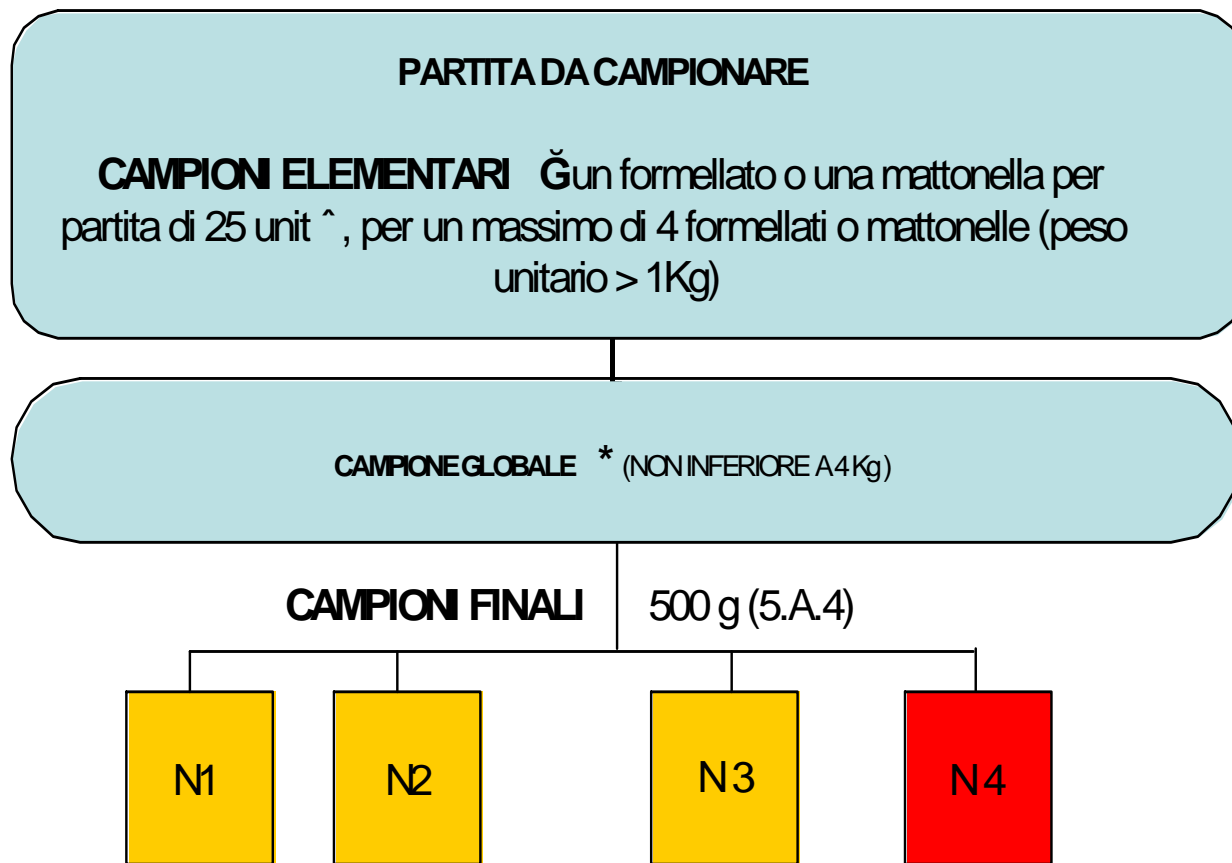 PARTITA DA CAMPIONARE
CAMPIONI ELEMENTARI Ğun formellato o una mattonella per
partita di 25 unit ˆ , per un massimo di 4 formellati o mattonelle (peso
unitario > 1Kg)
CAMPIONE GLOBALE * (NON INFERIORE A 4 Kg)
CAMPIONI FINALI 500 g (5.A.4)
N1 N2 N3 N4